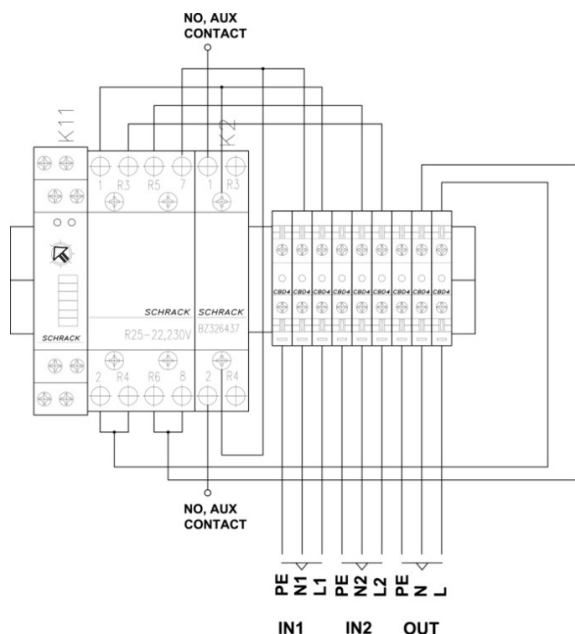 NO, AUX
CONTACT
K11
K2
1 R3 R5 7 1 R3
CBD4 CBD4 CBD4 CBD4 CBD4 CBD4 CBD4 CBD4 CBD4
SCHRACK SCHRACK
R25-22,230V BZ326437
SCHRACK
2 R4 R6 8 2 R4
NO, AUX
CONTACT
PE N1 L1 PE N2 L2 PE N L
IN1 IN2 OUT